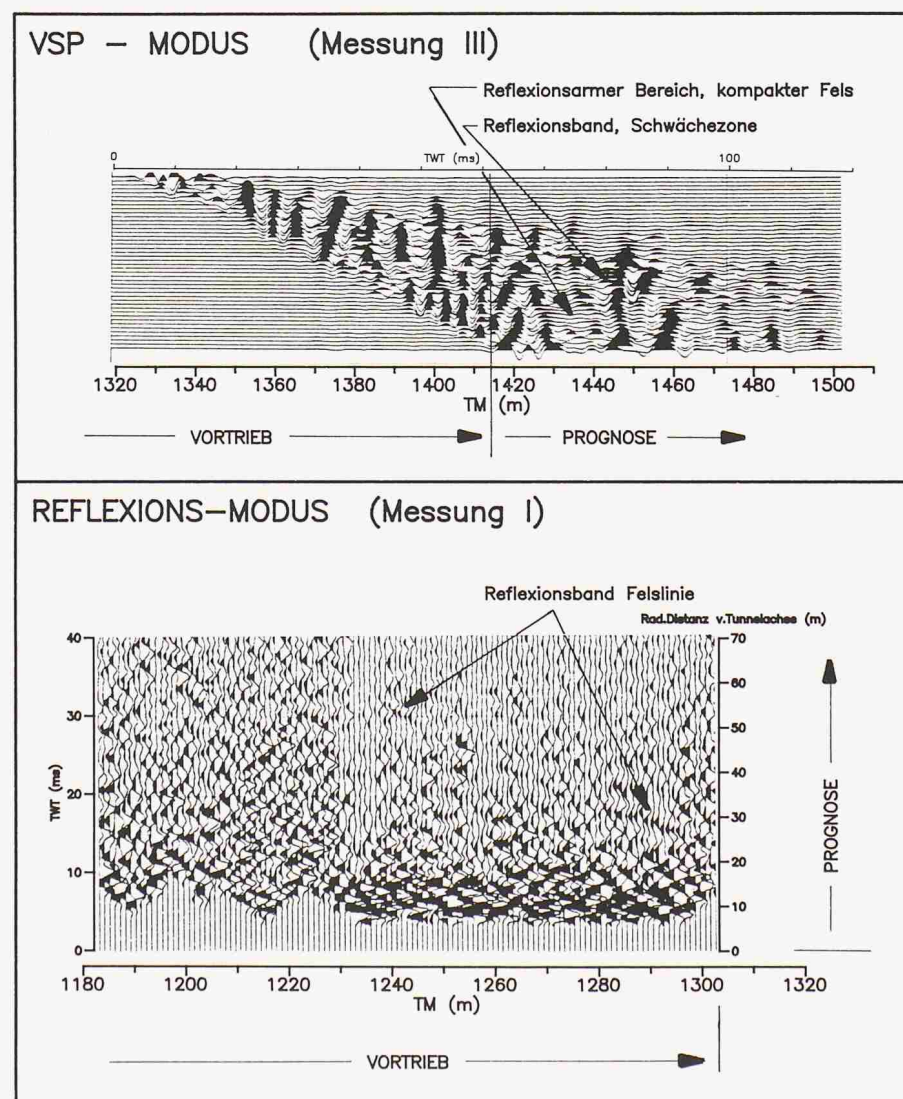 VSP – MODUS (Messung III)
Reflexionsarmer Bereich, kompakter Fels
Reflexionsband, Schwächezone
0 TWT (ms) 100
1320 1340 1360 1380 1400 1420 1440 1460 1480 1500
TM (m)
VORTRIEB PROGNOSE
REFLEXIONS–MODUS (Messung I)
Reflexionsband Felslinie
Rad.Distanz v.Tunnelachse (m)
40 70
60
30 50
TWT (ms)
40
20
30
PROGNOSE
10 20
10
0 0
1180 1200 1220 1240 1260 1280 1300 1320
TM (m)
VORTRIEB